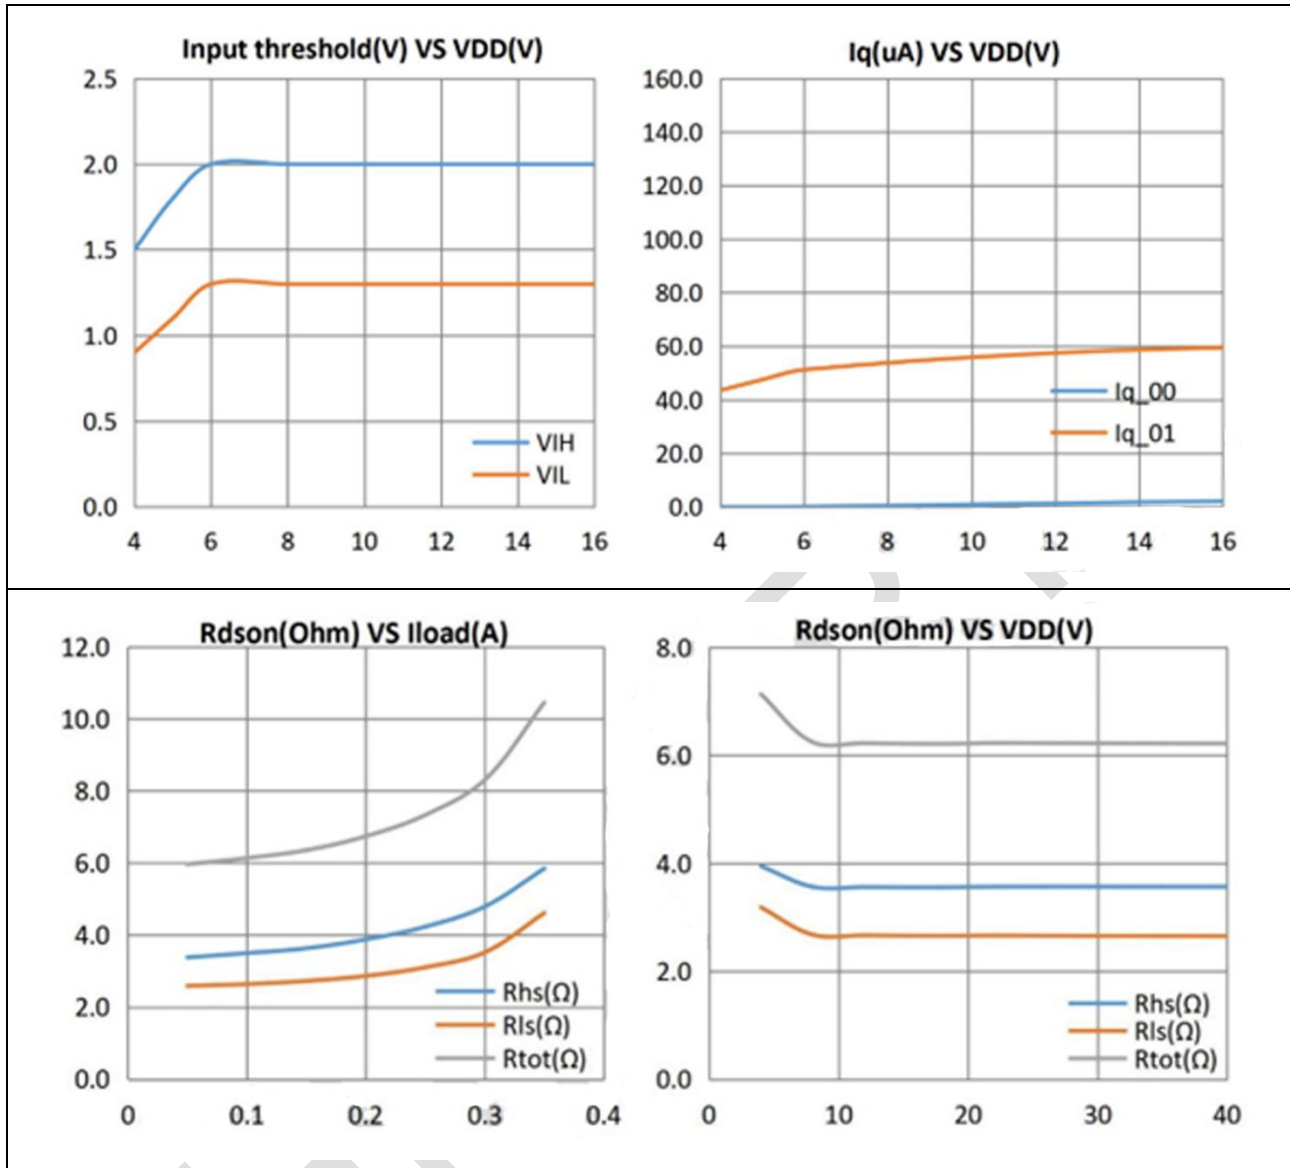 Input threshold(V) VS VDD(V)
2.5
2.0
1.5
1.0
0.5
0.0
VIH
VIL
4 6 8 10 12 14 16
Iq(uA) VS VDD(V)
160.0
140.0
120.0
100.0
80.0
60.0
40.0
20.0
0.0
Iq_00
Iq_01
4 6 8 10 12 14 16
Rdson(Ohm) VS Iload(A)
12.0
10.0
8.0
6.0
4.0
2.0
0.0
Rhs(Ω)
Rls(Ω)
Rtot(Ω)
0 0.1 0.2 0.3 0.4
Rdson(Ohm) VS VDD(V)
8.0
6.0
4.0
2.0
0.0
Rhs(Ω)
Rls(Ω)
Rtot(Ω)
0 10 20 30 40